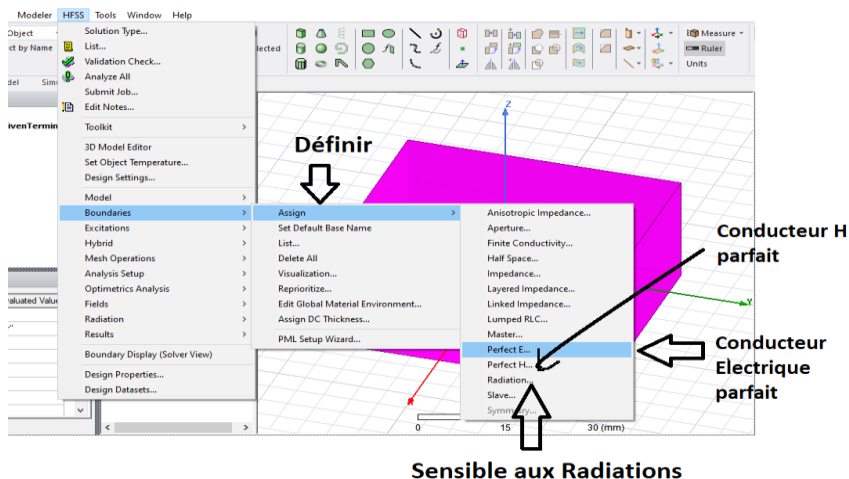 Modeler HFSS Tools Window Help
Object
ct by Name
lected
Measure
Ruler
Units
del Sim
ivenTermin
Solution Type...
List...
Validation Check...
Analyze All
Submit Job...
Edit Notes...
Toolkit
3D Model Editor
Set Object Temperature...
Design Settings...
Model
Boundaries
Excitations
Hybrid
Mesh Operations
Analysis Setup
Optimetrics Analysis
Fields
Radiation
Results
Boundary Display (Solver View)
Design Properties...
Design Datasets...
valuated Value
Définir
Assign
Set Default Base Name
List...
Delete All
Visualization...
Reprioritize...
Edit Global Material Environment...
Assign DC Thickness...
PML Setup Wizard...
Anisotropic Impedance...
Aperture...
Finite Conductivity...
Half Space...
Impedance...
Layered Impedance...
Linked Impedance...
Lumped RLC...
Master...
Perfect E...
Perfect H...
Radiation...
Slave...
Symmetry...
Z
Y
Conducteur H
parfait
Conducteur
Electrique
parfait
0 15 30 (mm)
Sensible aux Radiations